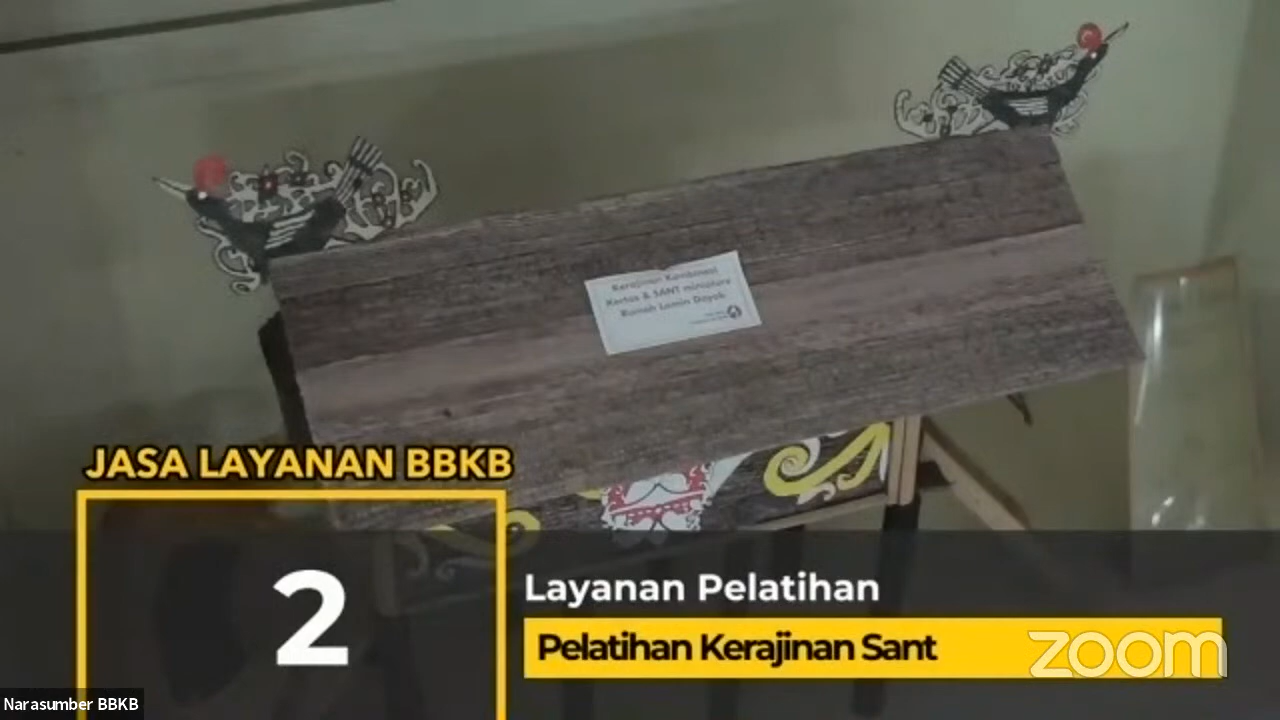 Kerajinan Kombinasi
Kertas & SANT miniature
Rumah Lamin Dayak
JASA LAYANAN BBKB
2
Layanan Pelatihan
Pelatihan Kerajinan Sant
zoom
Narasumber BBKB